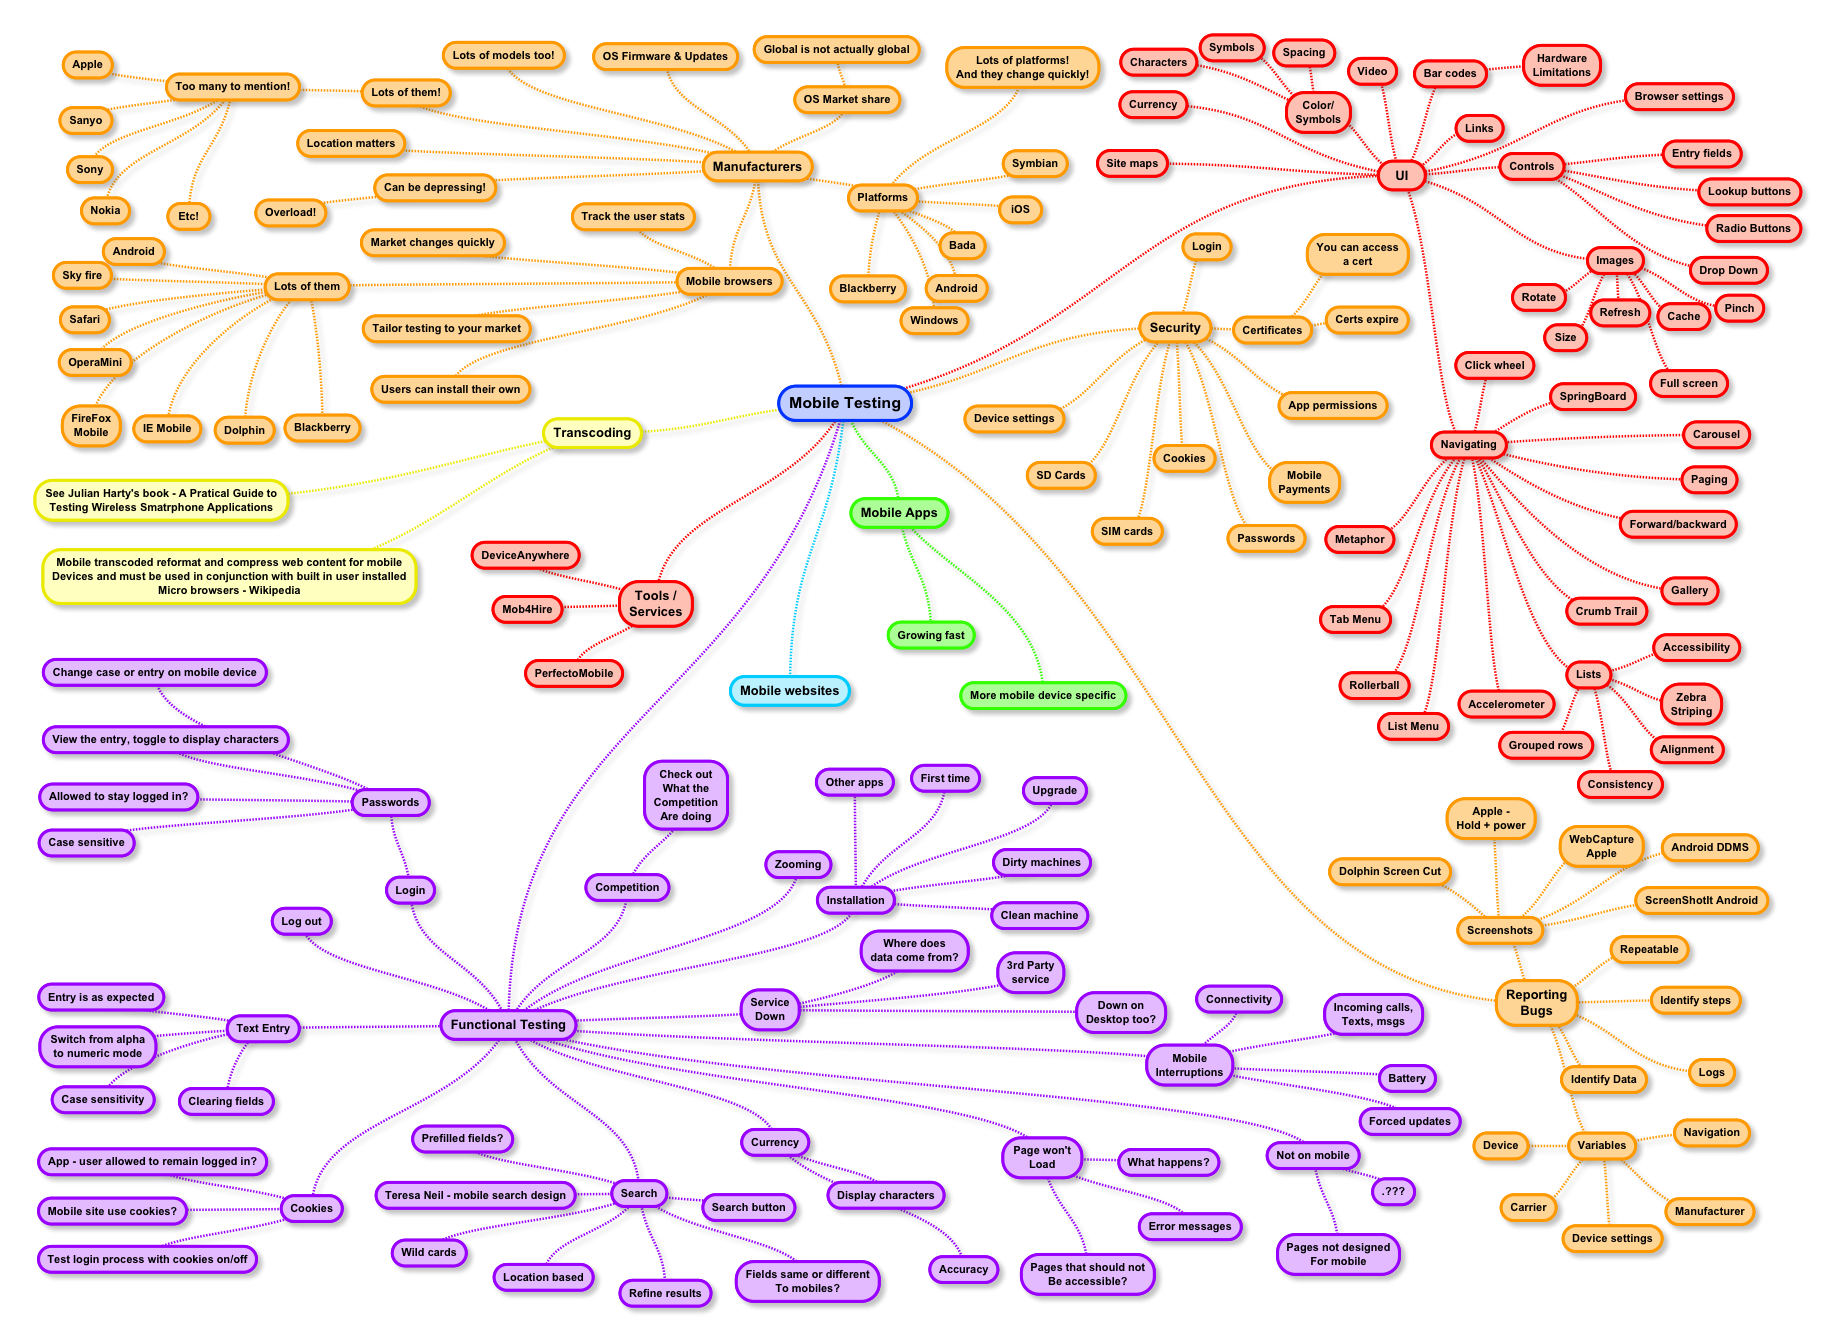 Mobile Testing
Manufacturers
Lots of them!
Too many to mention!
Apple
Sanyo
Sony
Nokia
Etc!
Lots of models too!
OS Firmware & Updates
Global is not actually global
OS Market share
Location matters
Can be depressing!
Overload!
Platforms
Lots of platforms!
And they change quickly!
Symbian
iOS
Bada
Android
Windows
Blackberry
Mobile browsers
Track the user stats
Market changes quickly
Lots of them
Android
Sky fire
Safari
OperaMini
FireFox
Mobile
IE Mobile
Dolphin
Blackberry
Tailor testing to your market
Users can install their own
Transcoding
See Julian Harty's book - A Pratical Guide to
Testing Wireless Smatrphone Applications
Mobile transcoded reformat and compress web content for mobile
Devices and must be used in conjunction with built in user installed
Micro browsers - Wikipedia
Tools /
Services
DeviceAnywhere
Mob4Hire
PerfectoMobile
Mobile websites
Mobile Apps
Growing fast
More mobile device specific
Security
Login
Certificates
You can access
a cert
Certs expire
App permissions
Mobile
Payments
Passwords
Cookies
SIM cards
SD Cards
Device settings
UI
Site maps
Currency
Color/
Symbols
Characters
Symbols
Spacing
Video
Bar codes
Hardware
Limitations
Links
Browser settings
Controls
Entry fields
Lookup buttons
Radio Buttons
Drop Down
Images
Rotate
Size
Refresh
Cache
Pinch
Full screen
Navigating
Click wheel
SpringBoard
Carousel
Paging
Forward/backward
Gallery
Crumb Trail
Lists
Accessibility
Zebra
Striping
Alignment
Consistency
Grouped rows
Accelerometer
List Menu
Rollerball
Tab Menu
Metaphor
Reporting
Bugs
Screenshots
Dolphin Screen Cut
Apple -
Hold + power
WebCapture
Apple
Android DDMS
ScreenShotIt Android
Repeatable
Identify steps
Logs
Identify Data
Variables
Device
Carrier
Device settings
Manufacturer
Navigation
Functional Testing
Login
Passwords
Change case or entry on mobile device
View the entry, toggle to display characters
Allowed to stay logged in?
Case sensitive
Log out
Text Entry
Entry is as expected
Switch from alpha
to numeric mode
Case sensitivity
Clearing fields
Cookies
App - user allowed to remain logged in?
Mobile site use cookies?
Test login process with cookies on/off
Search
Prefilled fields?
Teresa Neil - mobile search design
Wild cards
Location based
Refine results
Fields same or different
To mobiles?
Search button
Currency
Display characters
Accuracy
Page won't
Load
What happens?
Error messages
Pages that should not
Be accessible?
Not on mobile
.???
Pages not designed
For mobile
Mobile
Interruptions
Connectivity
Incoming calls,
Texts, msgs
Battery
Forced updates
Service
Down
Where does
data come from?
3rd Party
service
Down on
Desktop too?
Installation
Other apps
First time
Upgrade
Dirty machines
Clean machine
Zooming
Competition
Check out
What the
Competition
Are doing